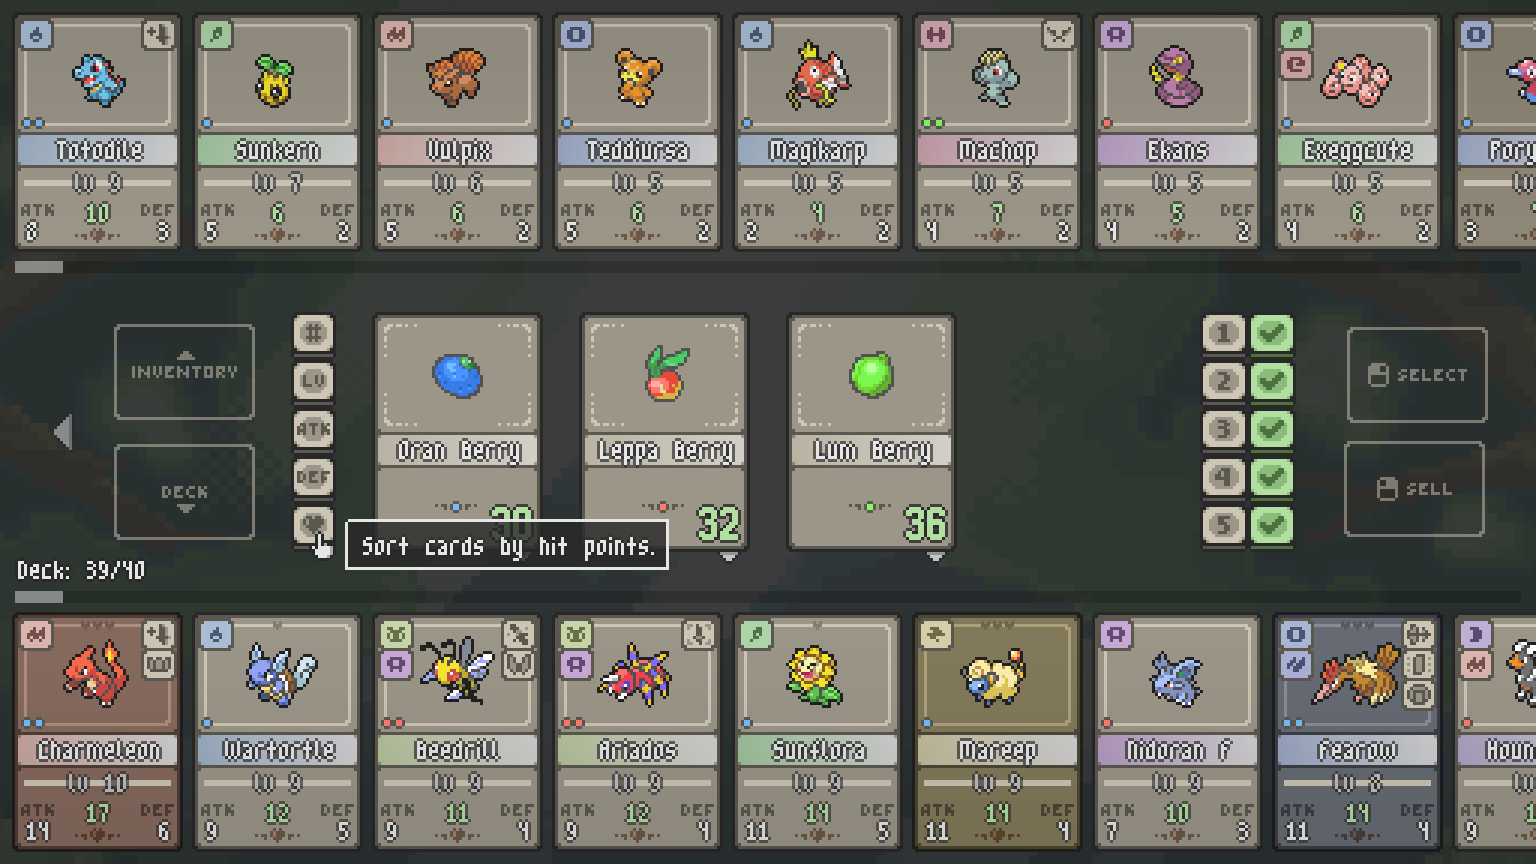 Totodile Sunkern Vulpix Teddiursa Magikarp Machop Ekans Exeggcute Pory
lv 9 lv 7 lv 6 lv 5 lv 5 lv 5 lv 5 lv 5
ATK 10 DEF ATK 6 DEF ATK 6 DEF ATK 6 DEF ATK 4 DEF ATK 7 DEF ATK 5 DEF ATK 6 DEF ATK
8 3 5 2 5 2 5 2 2 2 4 2 4 2 4 2 3
# 1
INVENTORY LV 2 SELECT
ATK 3
Oran Berry Leppa Berry Lum Berry
DEF 4
DECK SELL
30 32 36 5
Sort cards by hit points.
Deck: 39/40
Charmeleon Wartortle Beedrill Ariados Sunflora Mareep Nidoran f Fearow Houn
lv 10 lv 9 lv 9 lv 9 lv 9 lv 9 lv 9 lv 8
ATK 17 DEF ATK 12 DEF ATK 11 DEF ATK 12 DEF ATK 14 DEF ATK 14 DEF ATK 10 DEF ATK 14 DEF ATK
14 6 9 5 9 4 9 4 11 5 11 4 7 3 11 4 9